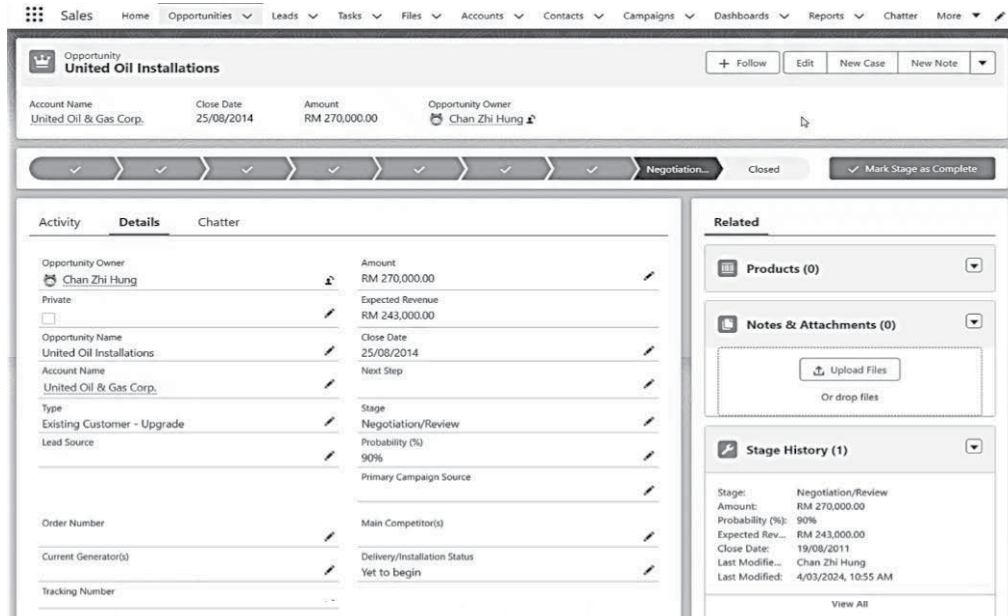 Sales Home Opportunities Leads Tasks Files Accounts Contacts Campaigns Dashboards Reports Chatter More
Opportunity
United Oil Installations
+ Follow Edit New Case New Note
Account Name Close Date Amount Opportunity Owner
United Oil & Gas Corp. 25/08/2014 RM 270,000.00 Chan Zhi Hung
Negotiation... Closed Mark Stage as Complete
Activity Details Chatter
Opportunity Owner
Chan Zhi Hung
Private
Opportunity Name
United Oil Installations
Account Name
United Oil & Gas Corp.
Type
Existing Customer - Upgrade
Lead Source
Order Number
Current Generator(s)
Tracking Number
Amount
RM 270,000.00
Expected Revenue
RM 243,000.00
Close Date
25/08/2014
Next Step
Stage
Negotiation/Review
Probability (%)
90%
Primary Campaign Source
Main Competitor(s)
Delivery/Installation Status
Yet to begin
Related
Products (0)
Notes & Attachments (0)
Upload Files
Or drop files
Stage History (1)
Stage: Negotiation/Review
Amount: RM 270,000.00
Probability (%): 90%
Expected Rev... RM 243,000.00
Close Date: 19/08/2011
Last Modifie... Chan Zhi Hung
Last Modified: 4/03/2024, 10:55 AM
View All